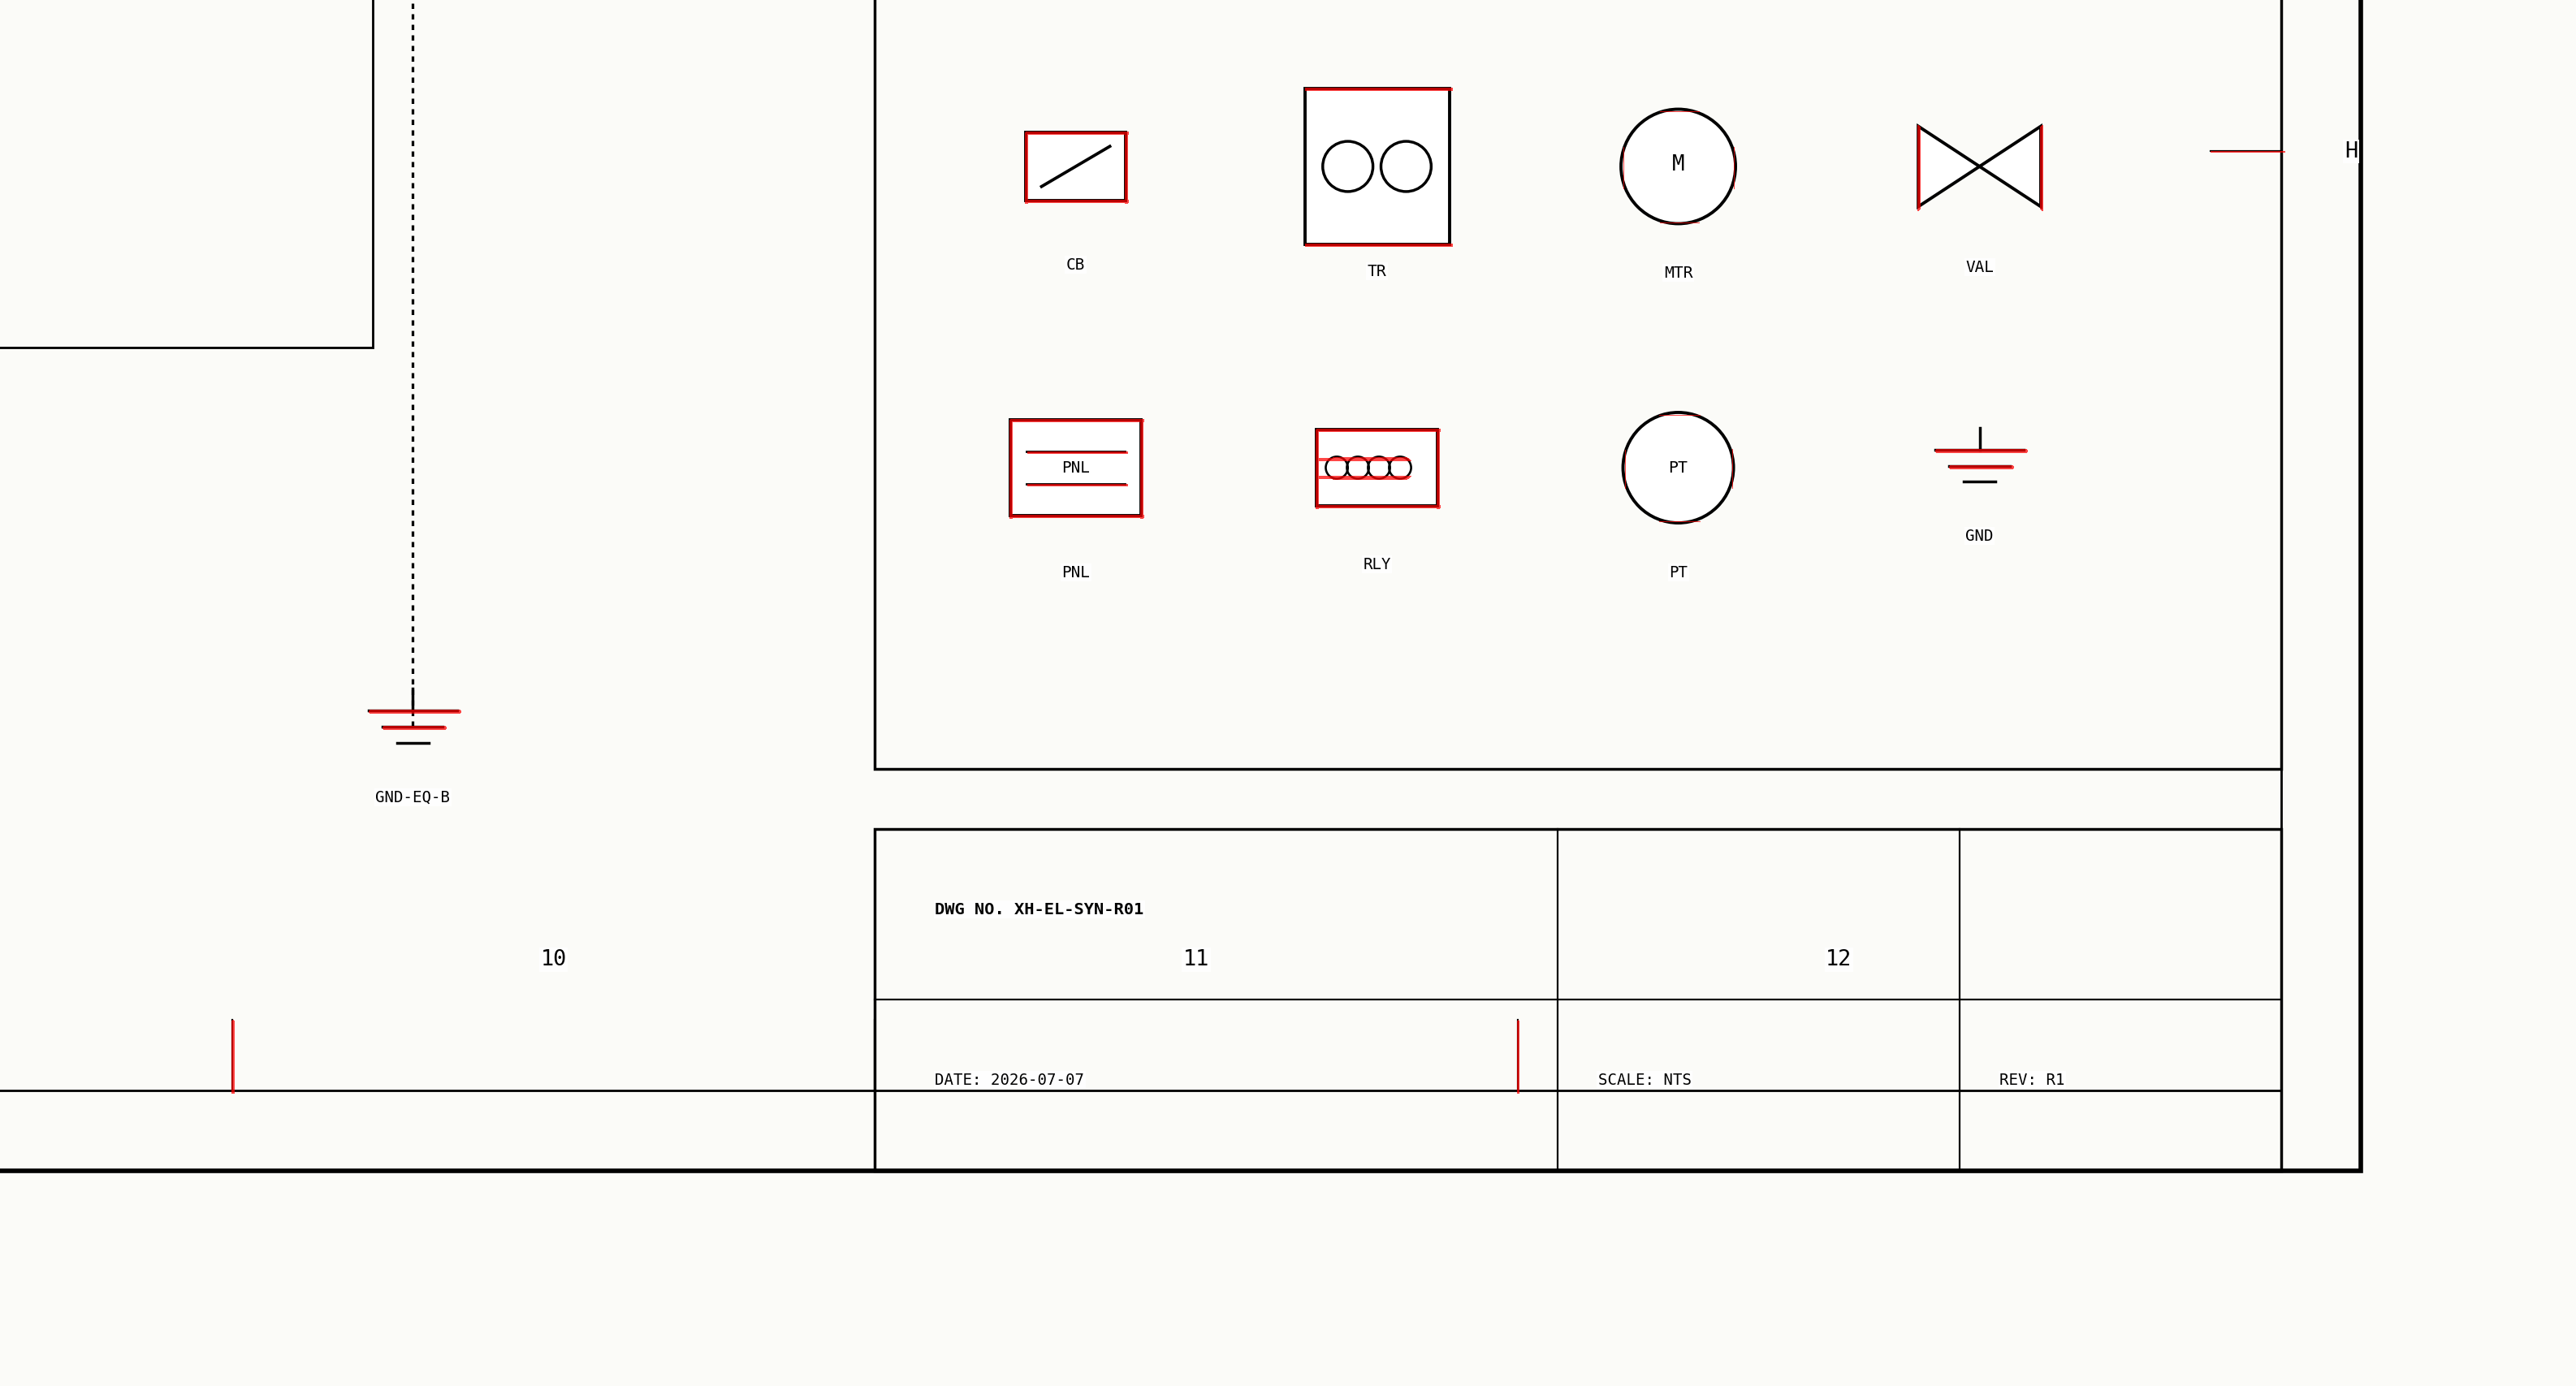 M
H
CB
TR
MTR
VAL
PNL
PT
PNL
RLY
PT
GND
GND-EQ-B
DWG NO. XH-EL-SYN-R01
10
11
12
DATE: 2026-07-07
SCALE: NTS
REV: R1